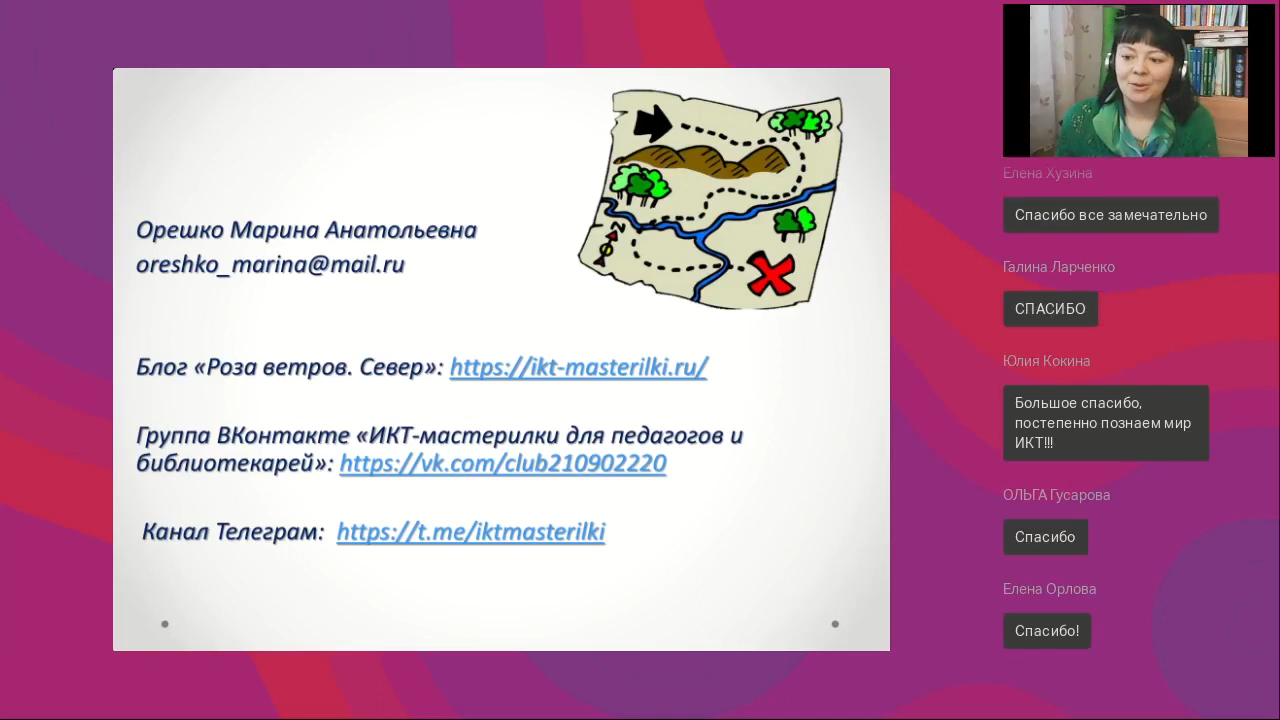 Орешко Марина Анатольевна
oreshko_marina@mail.ru
Блог «Роза ветров. Север»: https://ikt-masterilki.ru/
Группа ВКонтакте «ИКТ-мастерилки для педагогов и
библиотекарей»: https://vk.com/club210902220
Канал Телеграм: https://t.me/iktmasterilki
N
Елена Хузина
Спасибо все замечательно
Галина Ларченко
СПАСИБО
Юлия Кокина
Большое спасибо,
постепенно познаем мир
ИКТ!!!
ОЛЬГА Гусарова
Спасибо
Елена Орлова
Спасибо!